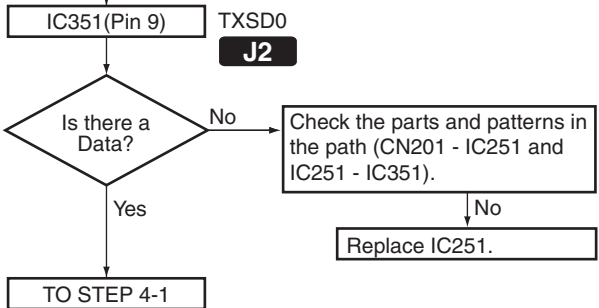 IC351(Pin 9) TXSD0
J2
Is there a
Data?
No
Check the parts and patterns in
the path (CN201 - IC251 and
IC251 - IC351).
Yes
No
Replace IC251.
TO STEP 4-1